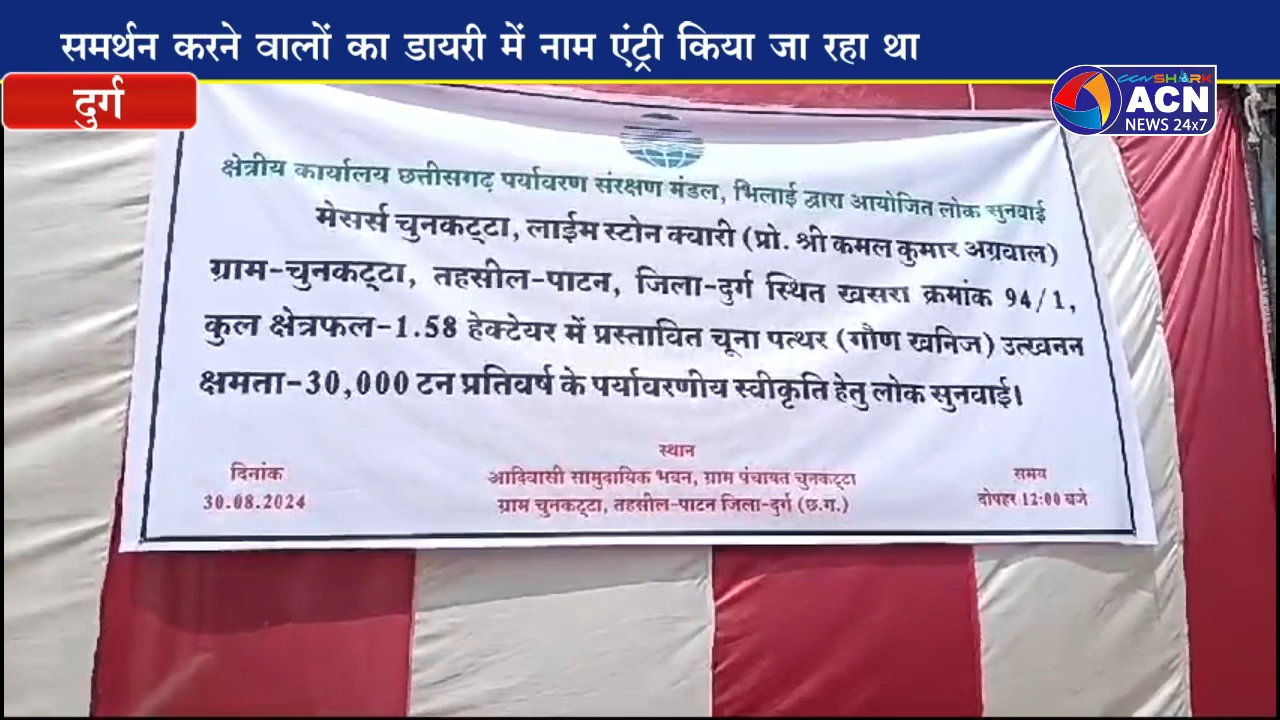 समर्थन करने वालों का डायरी में नाम एंट्री किया जा रहा था
दुर्ग
CCN SHARK
ACN
NEWS 24x7
क्षेत्रीय कार्यालय छत्तीसगढ़ पर्यावरण संरक्षण मंडल, भिलाई द्वारा आयोजित लोक सुनवाई
मेसर्स चुनकट्टा, लाईम स्टोन क्वारी (प्रो. श्री कमल कुमार अग्रवाल)
ग्राम-चुनकट्टा, तहसील-पाटन, जिला-दुर्ग स्थित खसरा क्रमांक 94/1,
कुल क्षेत्रफल-1.58 हेक्टेयर में प्रस्तावित चूना पत्थर (गौण खनिज) उत्खनन
क्षमता-30,000 टन प्रतिवर्ष के पर्यावरणीय स्वीकृति हेतु लोक सुनवाई।
दिनांक
30.08.2024
स्थान
आदिवासी सामुदायिक भवन, ग्राम पंचायत चुनकट्टा
ग्राम चुनकट्टा, तहसील-पाटन जिला-दुर्ग (छ.ग.)
समय
दोपहर 12:00 बजे